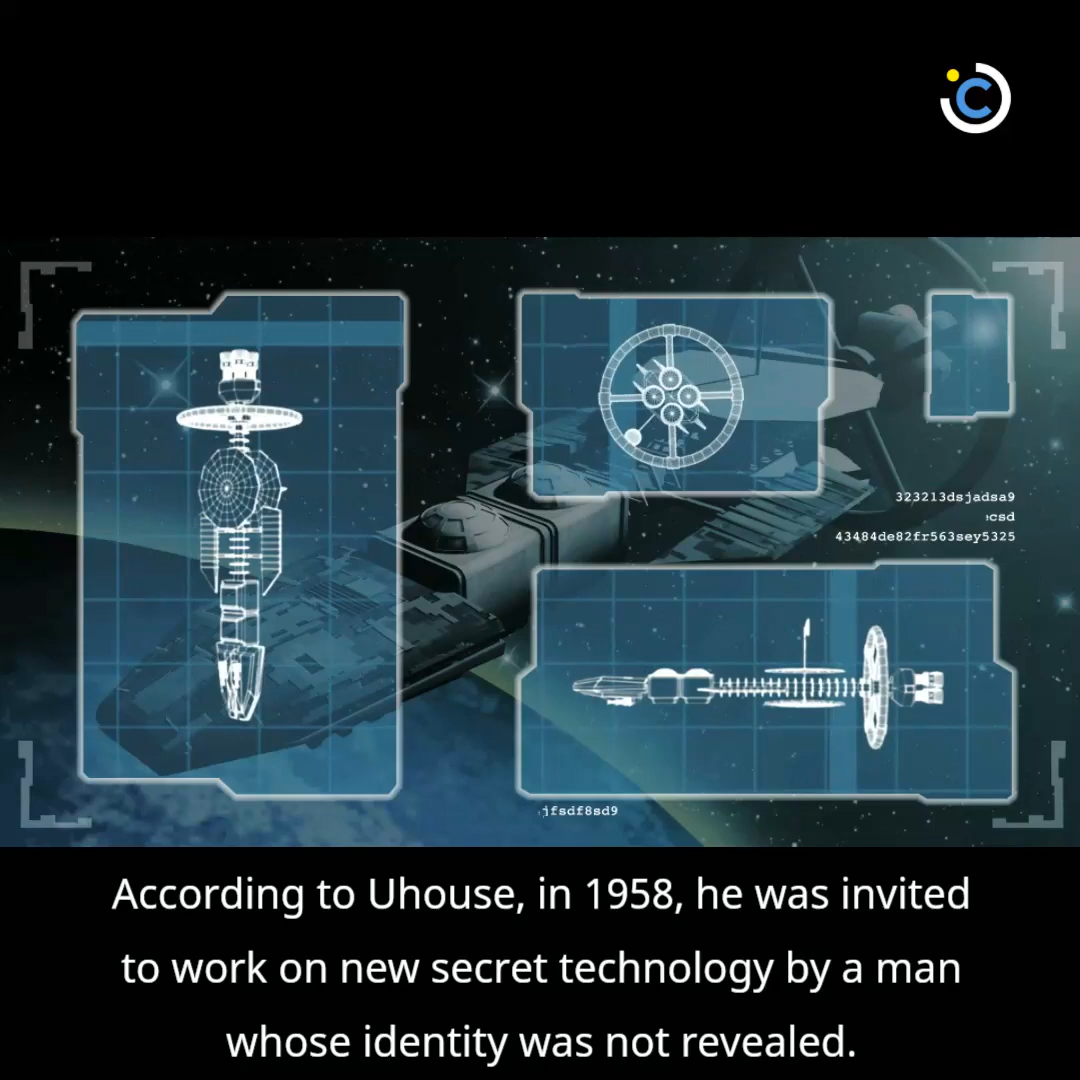 323213dsjadsa9
csd
43484de82fr563sey5325
jfsdf8sd9
According to Uhouse, in 1958, he was invited
to work on new secret technology by a man
whose identity was not revealed.